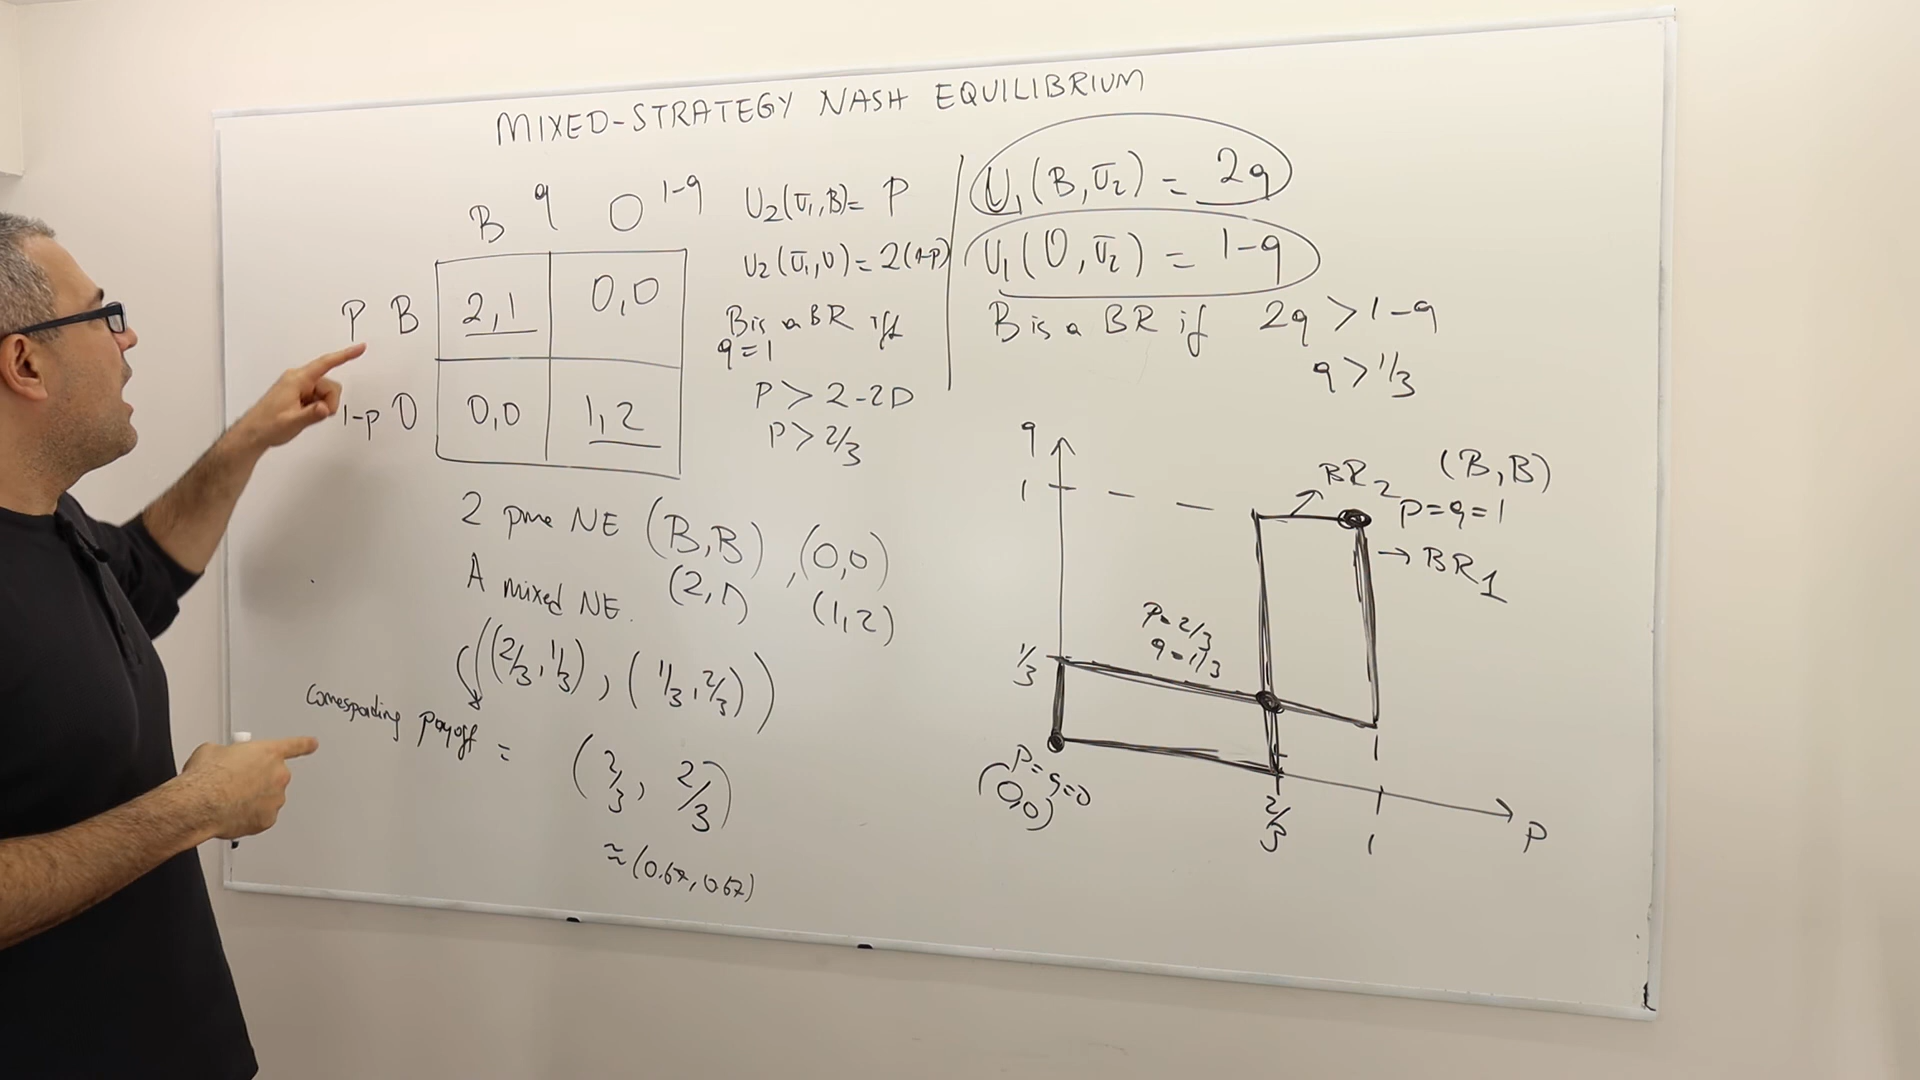 MIXED-STRATEGY NASH EQUILIBRIUM
B q O 1-q
P B 2,1 0,0
1-p O 0,0 1,2
U₂(σ̄₁,B)= P
U₂(σ̄₁,O)= 2(1-p)
B is a BR iff
q=1
P > 2-2p
P > 2/3
U₁(B,σ̄₂) = 2q
U₁(O,σ̄₂) = 1-q
B is a BR if 2q > 1-q
q > 1/3
2 pure NE (B,B) , (O,O)
A mixed NE. (2,1) (1,2)
((2/3,1/3), (1/3,2/3))
Corresponding payoff = (2/3, 2/3)
≈(0.67, 0.67)
q
1
BR₂ (B,B)
P=q=1
→ BR1
P=2/3
q=1/3
1/3
1
P=q=0
(O,O)
2/3
1
P